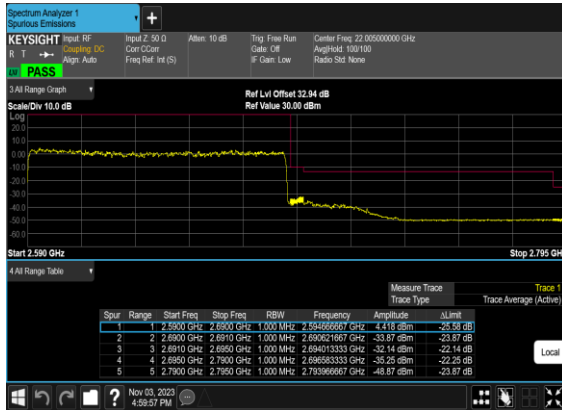 Spectrum Analyzer 1
Spurious Emissions
KEYSIGHT Input: RF Input Z: 50 Ω Atten: 10 dB Trig: Free Run Center Freq: 22.005000000 GHz
R T Coupling: DC Corr CCorr Gate: Off Avg|Hold: 100/100
Align: Auto Freq Ref: Int (S) IF Gain: Low Radio Std: None
PASS
3 All Range Graph
Ref Lvl Offset 32.94 dB
Scale/Div 10.0 dB Ref Value 30.00 dBm
Log
20.0
10.0
0.00
-10.0
-20.0
-30.0
-40.0
-50.0
-60.0
Start 2.590 GHz Stop 2.795 GHz
4 All Range Table
Measure Trace Trace 1
Trace Type Trace Average (Active)
Spur Range Start Freq Stop Freq RBW Frequency Amplitude ΔLimit
1 1 2.5900 GHz 2.6900 GHz 1.000 MHz 2.594666667 GHz 4.418 dBm -25.58 dB
2 2 2.6900 GHz 2.6910 GHz 1.000 MHz 2.690621667 GHz -33.87 dBm -23.87 dB
3 3 2.6910 GHz 2.6950 GHz 1.000 MHz 2.694013333 GHz -32.14 dBm -22.14 dB
4 4 2.6950 GHz 2.7900 GHz 1.000 MHz 2.696583333 GHz -35.25 dBm -22.25 dB
5 5 2.7900 GHz 2.7950 GHz 1.000 MHz 2.793966667 GHz -48.87 dBm -23.87 dB
Local
Nov 03, 2023
4:59:57 PM